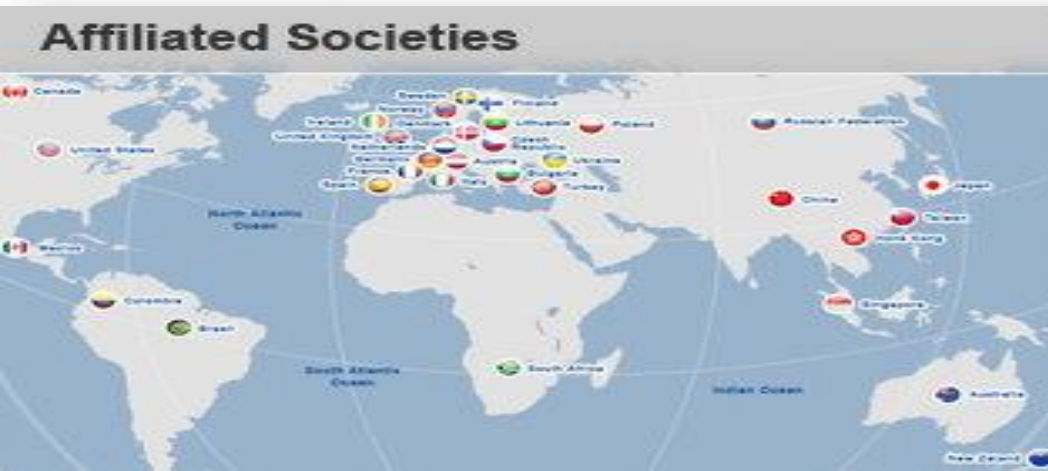 Affiliated Societies
Canada
Sweden
Finland
Norway
Ireland
Denmark
Lithuania
Poland
Russian Federation
United Kingdom
United States
Netherlands
Czech
Republic
Germany
Austria
Ukraine
France
Bulgaria
Spain
Italy
Turkey
Japan
China
North Atlantic
Ocean
Taiwan
Hong Kong
Mexico
Singapore
Brazil
South Atlantic
Ocean
South Africa
Indian Ocean
Australia
New Zealand